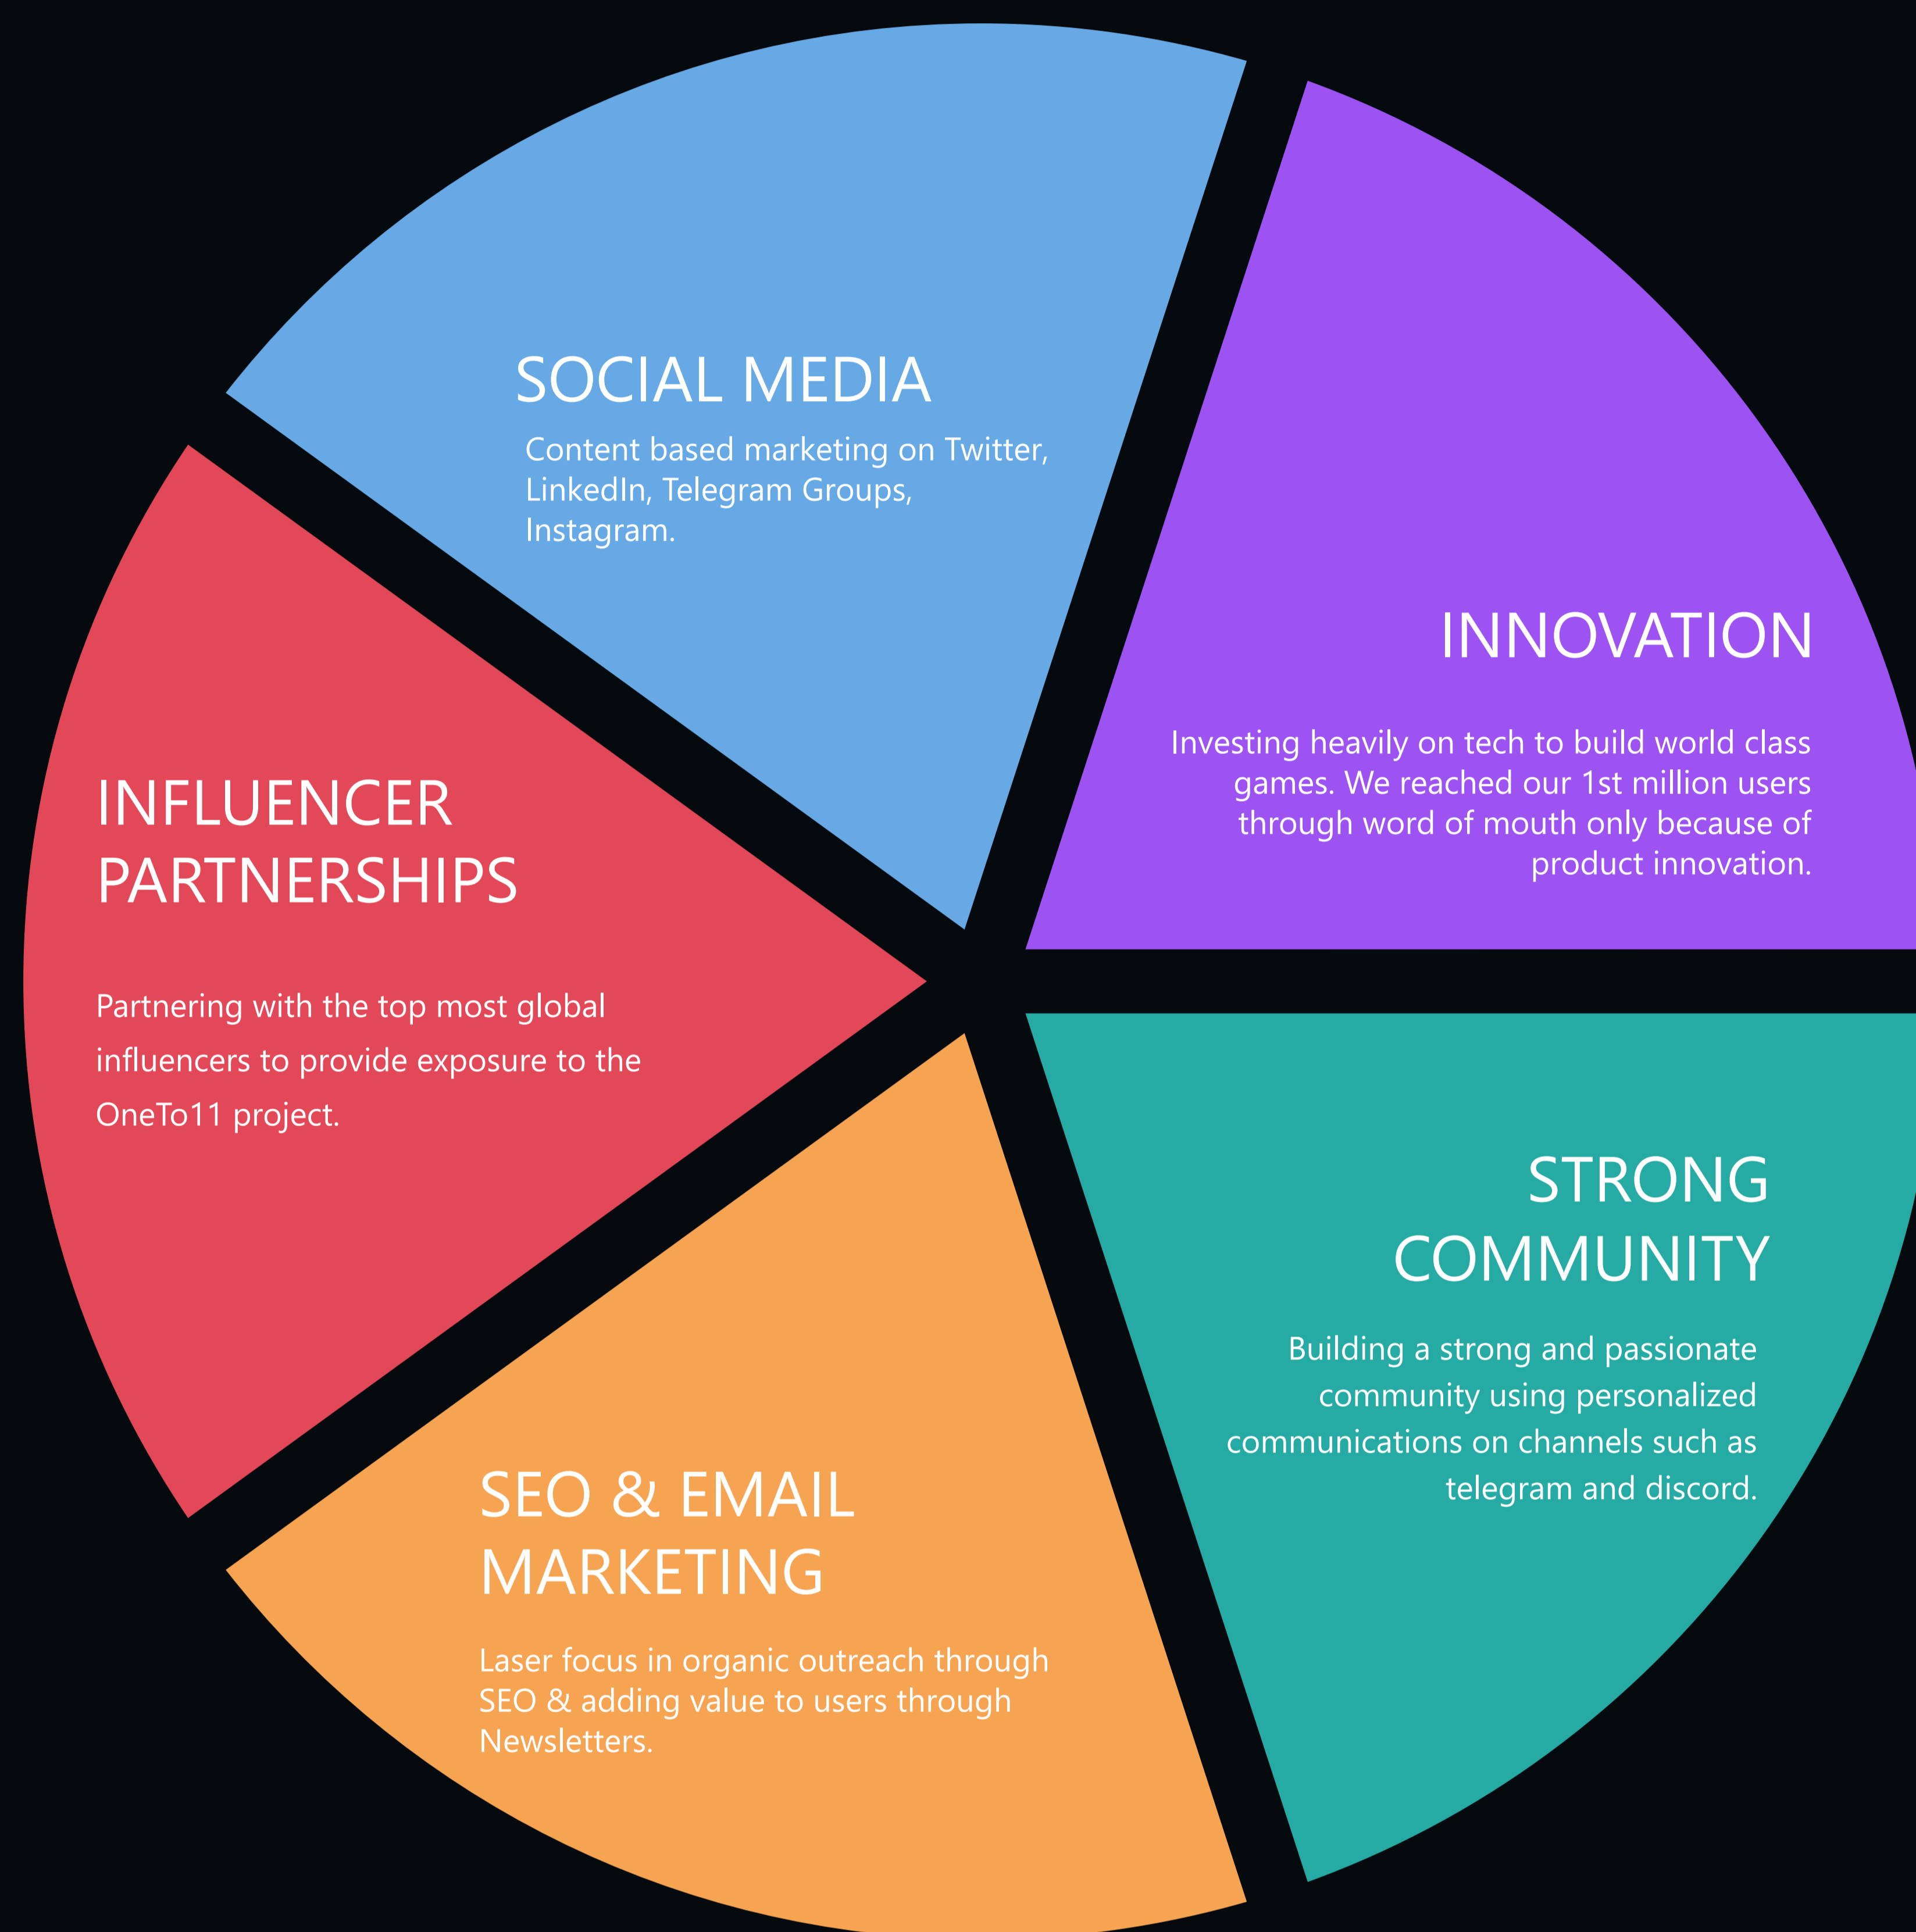 SOCIAL MEDIA
Content based marketing on Twitter,
LinkedIn, Telegram Groups,
Instagram.
INNOVATION
Investing heavily on tech to build world class
games. We reached our 1st million users
through word of mouth only because of
product innovation.
INFLUENCER
PARTNERSHIPS
Partnering with the top most global
influencers to provide exposure to the
OneTo11 project.
STRONG
COMMUNITY
Building a strong and passionate
community using personalized
communications on channels such as
telegram and discord.
SEO & EMAIL
MARKETING
Laser focus in organic outreach through
SEO & adding value to users through
Newsletters.